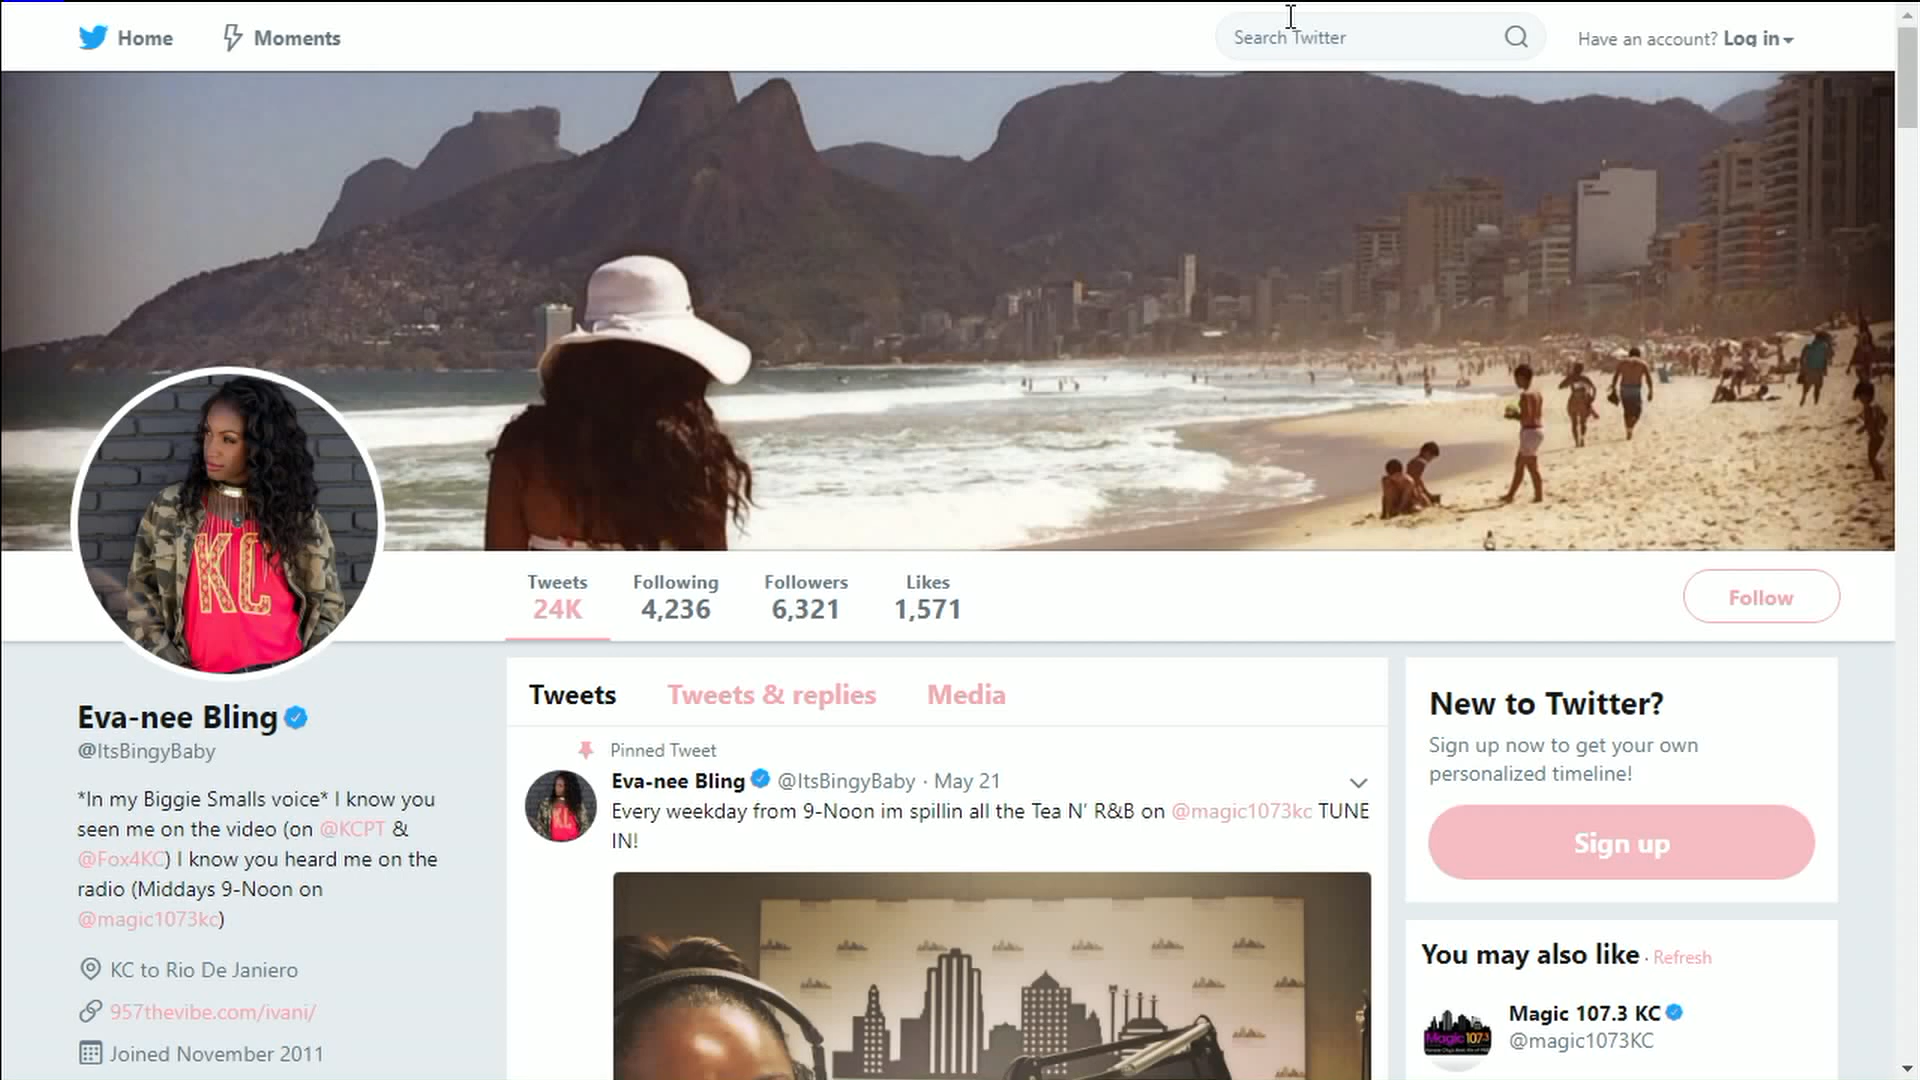 Home
Moments
Search Twitter
Have an account? Log in
KC
Tweets
24K
Following
4,236
Followers
6,321
Likes
1,571
Follow
Eva-nee Bling
@ItsBingyBaby
*In my Biggie Smalls voice* I know you
seen me on the video (on @KCPT &
@Fox4KC) I know you heard me on the
radio (Middays 9-Noon on
@magic1073kc)
KC to Rio De Janiero
957thevibe.com/ivani/
Joined November 2011
Tweets
Tweets & replies
Media
Pinned Tweet
Eva-nee Bling @ItsBingyBaby · May 21
Every weekday from 9-Noon im spillin all the Tea N' R&B on @magic1073kc TUNE
IN!
New to Twitter?
Sign up now to get your own
personalized timeline!
Sign up
You may also like · Refresh
Magic 107.3 KC
@magic1073KC
Magic 107.3